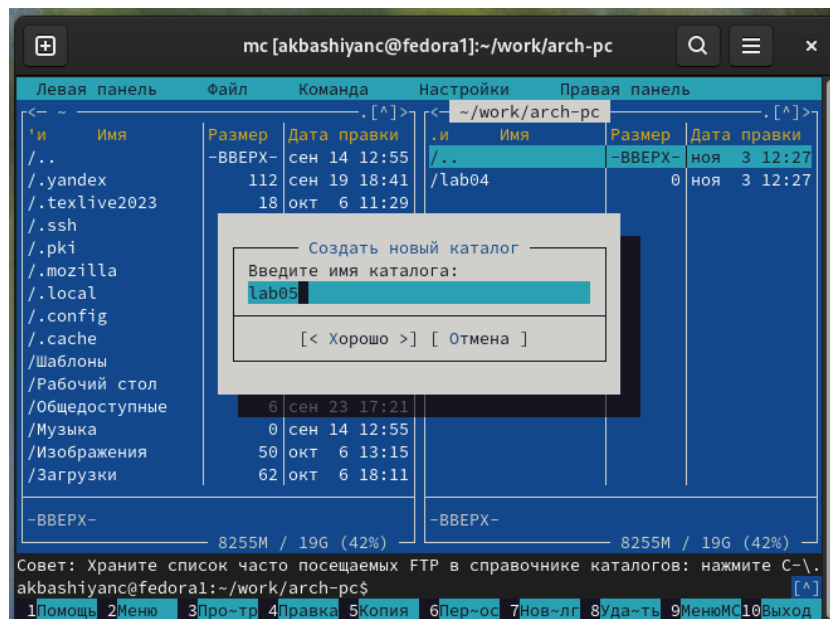 mc [akbashiyanc@fedora1]:~/work/arch-pc
Левая панель Файл Команда Настройки Правая панель
<— ~ .[^]> <— ~/work/arch-pc .[^]>
'и Имя Размер Дата правки .и Имя Размер Дата правки
/.. -ВВЕРХ- сен 14 12:55 /.. -ВВЕРХ- ноя 3 12:27
/.yandex 112 сен 19 18:41 /lab04 0 ноя 3 12:27
/.texlive2023 18 окт 6 11:29
/.ssh
/.pki Создать новый каталог
/.mozilla Введите имя каталога:
/.local lab05
/.config
/.cache [< Хорошо >] [ Отмена ]
/Шаблоны
/Рабочий стол
/Общедоступные 6 сен 23 17:21
/Музыка 0 сен 14 12:55
/Изображения 50 окт 6 13:15
/Загрузки 62 окт 6 18:11
-ВВЕРХ- -ВВЕРХ-
8255M / 19G (42%) 8255M / 19G (42%)
Совет: Храните список часто посещаемых FTP в справочнике каталогов: нажмите C-\.
akbashiyanc@fedora1:~/work/arch-pc$ [^]
1Помощь 2Меню 3Про~тр 4Правка 5Копия 6Пер~ос 7Нов~лг 8Уда~ть 9МенюMC 10Выход